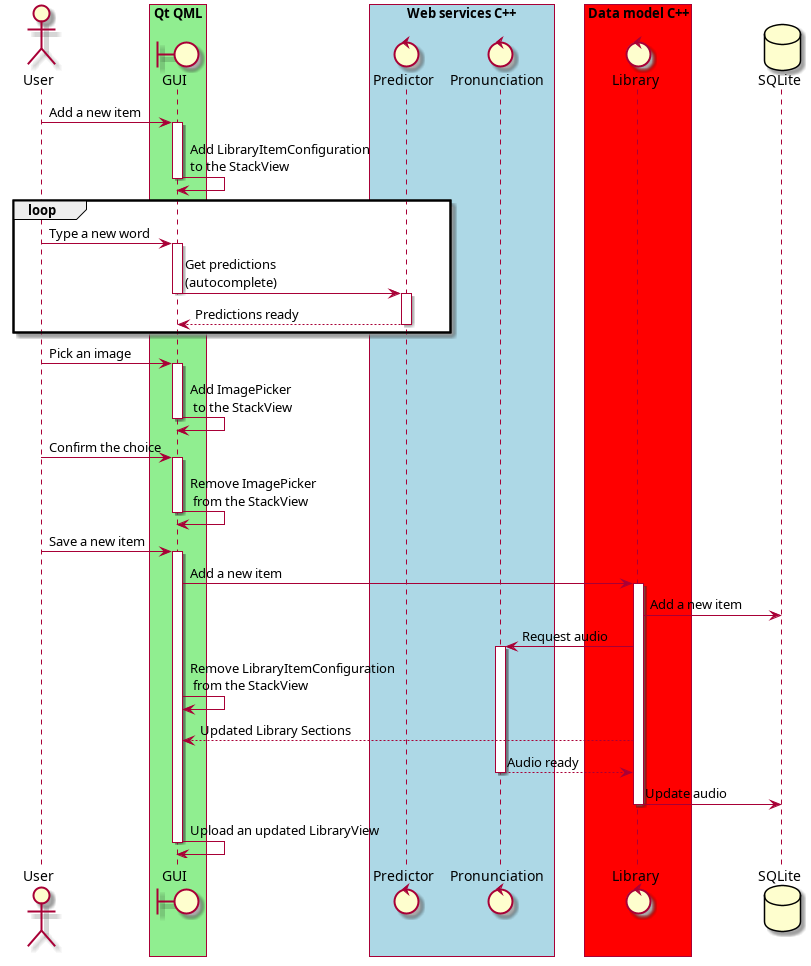 Qt QML
Web services C++
Data model C++
User
GUI
Predictor
Pronunciation
Library
SQLite
Add a new item
Add LibraryItemConfiguration
to the StackView
loop
Type a new word
Get predictions
(autocomplete)
Predictions ready
Pick an image
Add ImagePicker
to the StackView
Confirm the choice
Remove ImagePicker
from the StackView
Save a new item
Add a new item
Add a new item
Request audio
Remove LibraryItemConfiguration
from the StackView
Updated Library Sections
Audio ready
Update audio
Upload an updated LibraryView
User
GUI
Predictor
Pronunciation
Library
SQLite